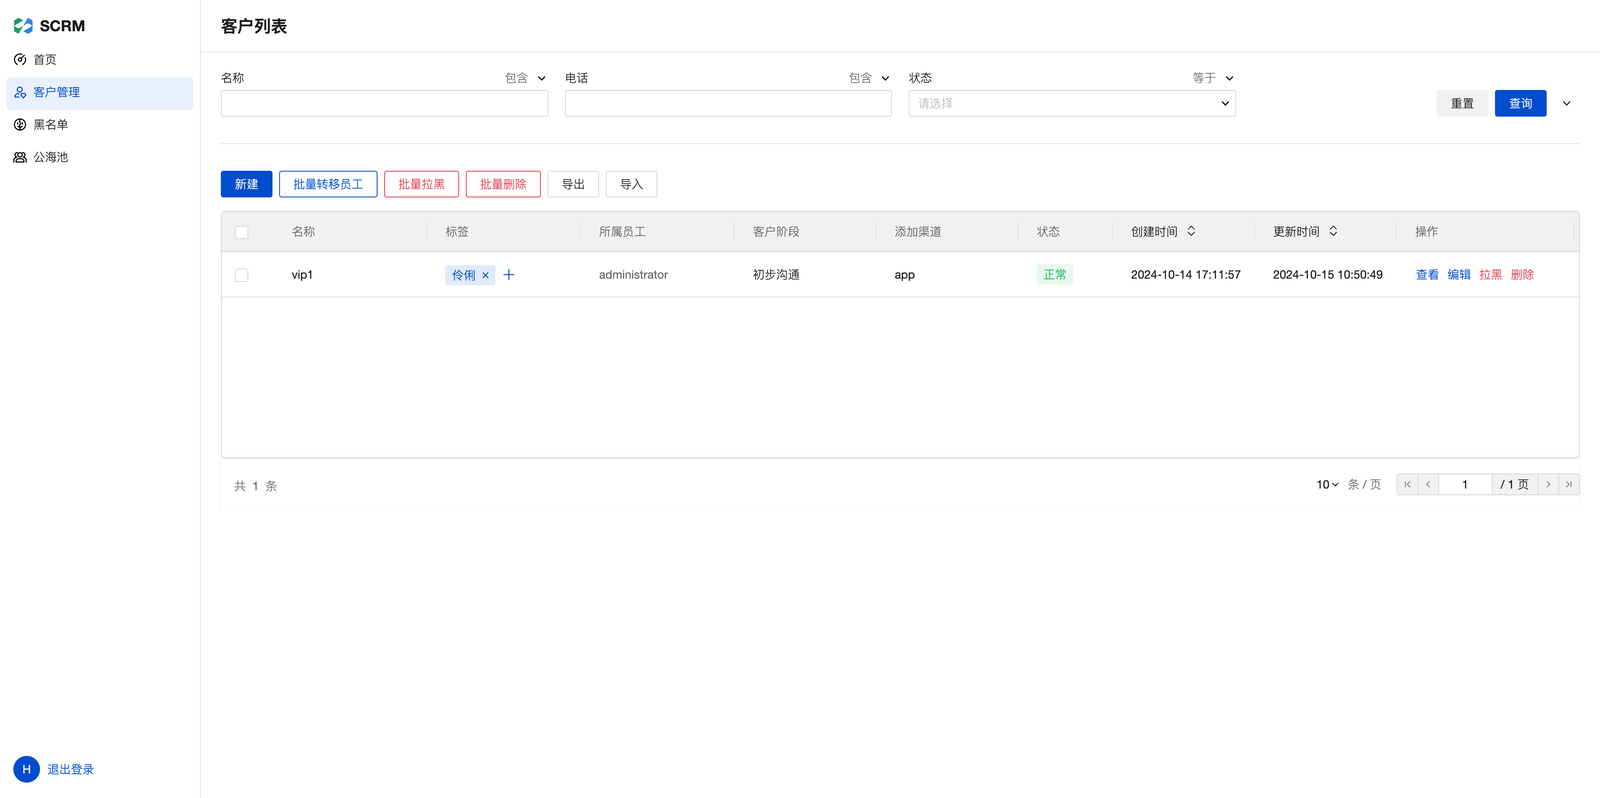 SCRM
首页
客户管理
黑名单
公海池
H 退出登录
客户列表
名称 包含 电话 包含 状态 等于
请选择 重置 查询
新建 批量转移员工 批量拉黑 批量删除 导出 导入
名称 标签 所属员工 客户阶段 添加渠道 状态 创建时间 更新时间 操作
vip1 伶俐 × + administrator 初步沟通 app 正常 2024-10-14 17:11:57 2024-10-15 10:50:49 查看 编辑 拉黑 删除
共 1 条 10 条 / 页 1 / 1 页